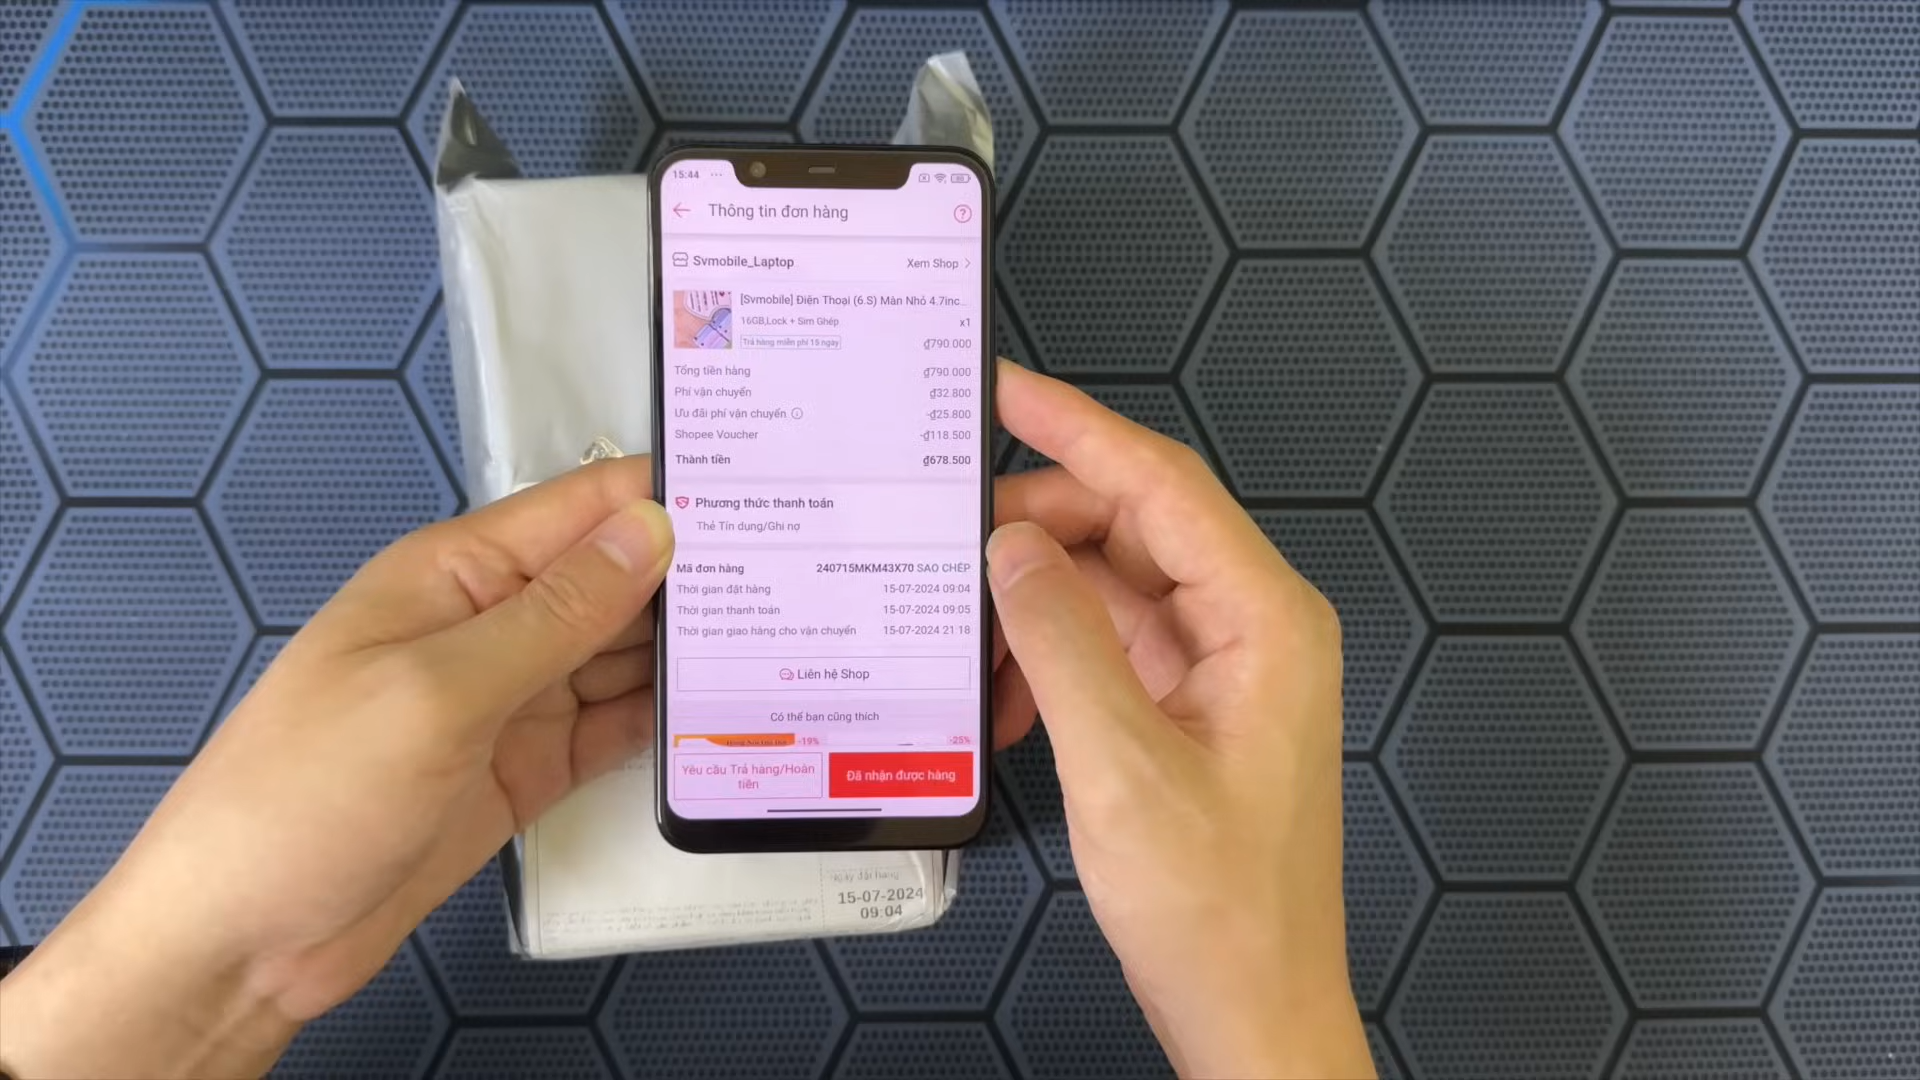 15:44 ...
Thông tin đơn hàng
Svmobile_Laptop
Xem Shop
[Svmobile] Điện Thoại (6.S) Màn Nhỏ 4.7inc...
16GB,Lock + Sim Ghép
x1
Trả hàng miễn phí 15 ngày
₫790.000
Tổng tiền hàng ₫790.000
Phí vận chuyển ₫32.800
Ưu đãi phí vận chuyển -₫25.800
Shopee Voucher -₫118.500
Thành tiền ₫678.500
Phương thức thanh toán
Thẻ Tín dụng/Ghi nợ
Mã đơn hàng 240715MKM43X70 SAO CHÉP
Thời gian đặt hàng 15-07-2024 09:04
Thời gian thanh toán 15-07-2024 09:05
Thời gian giao hàng cho vận chuyển 15-07-2024 21:18
Liên hệ Shop
Có thể bạn cũng thích
-19%
-25%
Yêu cầu Trả hàng/Hoàn
tiền
Đã nhận được hàng
Ngày đặt hàng
15-07-2024
09:04